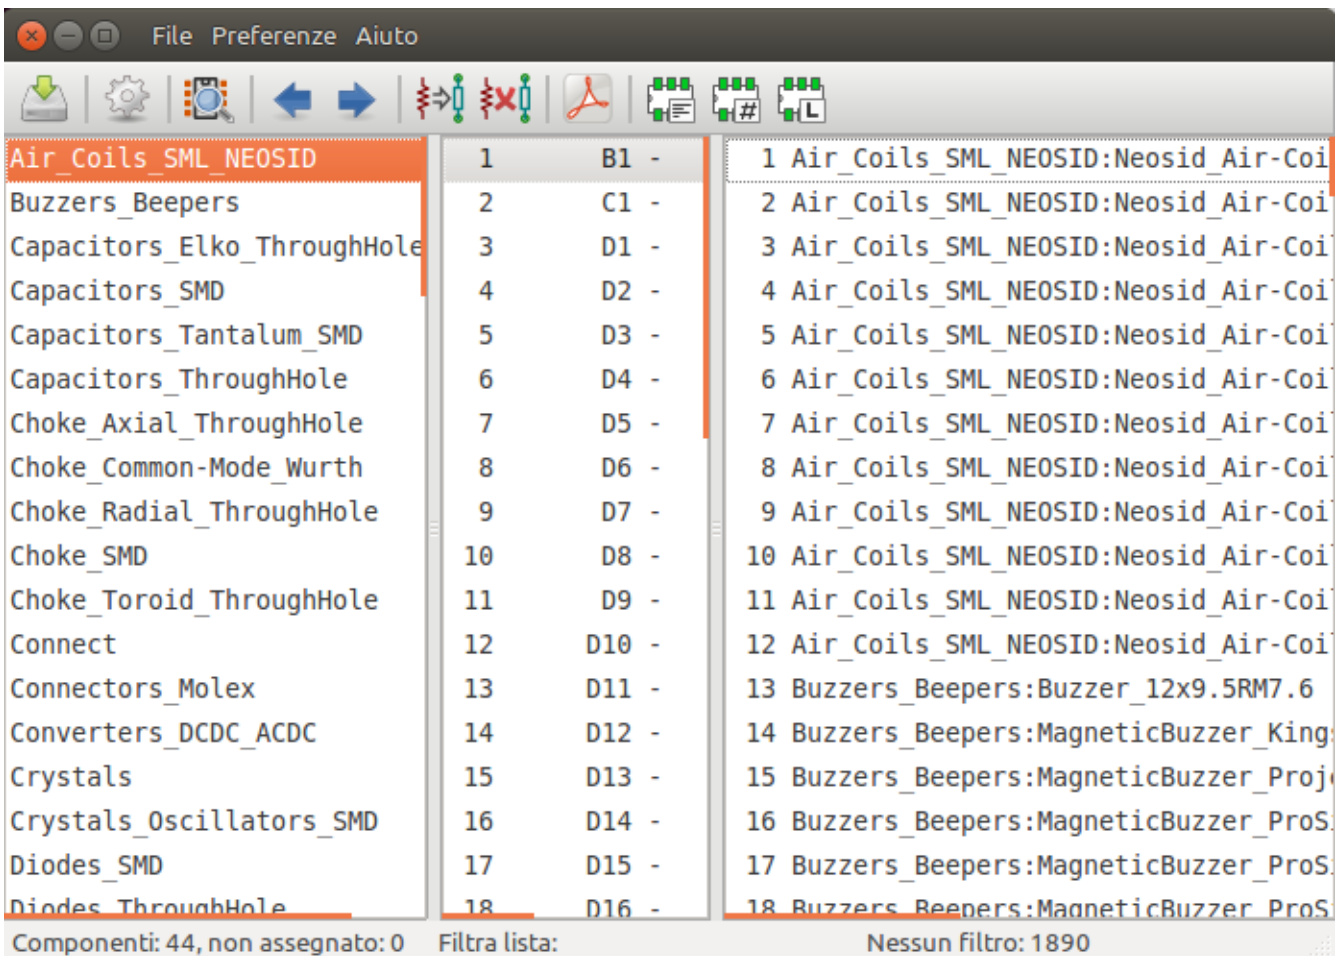 File Preferenze Aiuto
Air_Coils_SML_NEOSID
Buzzers_Beepers
Capacitors_Elko_ThroughHole
Capacitors_SMD
Capacitors_Tantalum_SMD
Capacitors_ThroughHole
Choke_Axial_ThroughHole
Choke_Common-Mode_Wurth
Choke_Radial_ThroughHole
Choke_SMD
Choke_Toroid_ThroughHole
Connect
Connectors_Molex
Converters_DCDC_ACDC
Crystals
Crystals_Oscillators_SMD
Diodes_SMD
Diodes_ThroughHole
1 B1 -
2 C1 -
3 D1 -
4 D2 -
5 D3 -
6 D4 -
7 D5 -
8 D6 -
9 D7 -
10 D8 -
11 D9 -
12 D10 -
13 D11 -
14 D12 -
15 D13 -
16 D14 -
17 D15 -
18 D16 -
1 Air_Coils_SML_NEOSID:Neosid_Air-Coi
2 Air_Coils_SML_NEOSID:Neosid_Air-Coi
3 Air_Coils_SML_NEOSID:Neosid_Air-Coi
4 Air_Coils_SML_NEOSID:Neosid_Air-Coi
5 Air_Coils_SML_NEOSID:Neosid_Air-Coi
6 Air_Coils_SML_NEOSID:Neosid_Air-Coi
7 Air_Coils_SML_NEOSID:Neosid_Air-Coi
8 Air_Coils_SML_NEOSID:Neosid_Air-Coi
9 Air_Coils_SML_NEOSID:Neosid_Air-Coi
10 Air_Coils_SML_NEOSID:Neosid_Air-Coi
11 Air_Coils_SML_NEOSID:Neosid_Air-Coi
12 Air_Coils_SML_NEOSID:Neosid_Air-Coi
13 Buzzers_Beepers:Buzzer_12x9.5RM7.6
14 Buzzers_Beepers:MagneticBuzzer_King
15 Buzzers_Beepers:MagneticBuzzer_Proj
16 Buzzers_Beepers:MagneticBuzzer_ProS
17 Buzzers_Beepers:MagneticBuzzer_ProS
18 Buzzers_Beepers:MagneticBuzzer_ProS
Componenti: 44, non assegnato: 0 Filtra lista: Nessun filtro: 1890